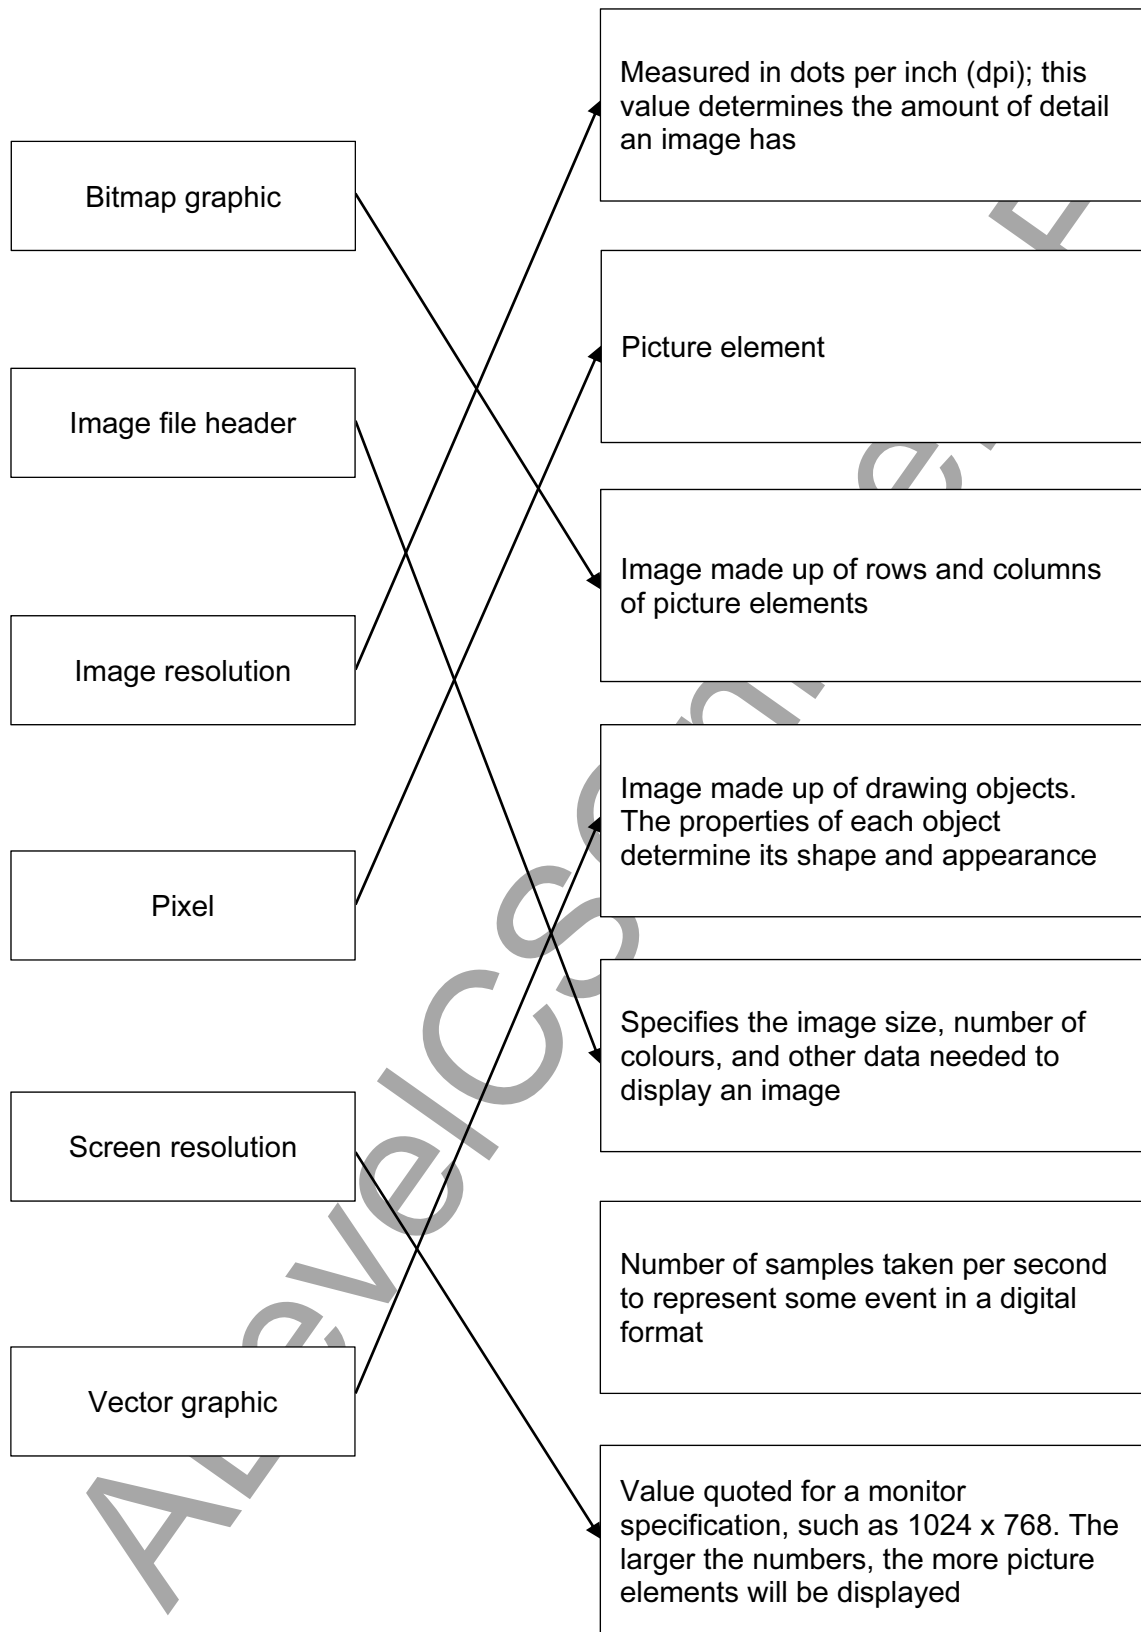 Measured in dots per inch (dpi); this
value determines the amount of detail
an image has
Bitmap graphic
Picture element
Image file header
Image made up of rows and columns
of picture elements
Image resolution
Image made up of drawing objects.
The properties of each object
determine its shape and appearance
Pixel
Specifies the image size, number of
colours, and other data needed to
display an image
Screen resolution
Number of samples taken per second
to represent some event in a digital
format
Vector graphic
Value quoted for a monitor
specification, such as 1024 x 768. The
larger the numbers, the more picture
elements will be displayed